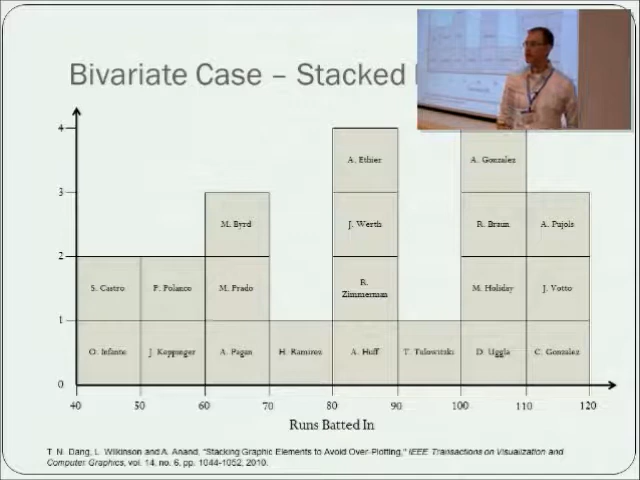 Bivariate Case – Stacked
4
A. Ethier
A. Gonzalez
3
M. Byrd
J. Werth
R. Braun
A. Pujols
2
S. Castro
P. Polanco
M. Prado
R.
Zimmerman
M. Holiday
J. Votto
1
O. Infante
J. Keppinger
A. Pagan
H. Ramirez
A. Huff
T. Tulowitzki
D. Uggla
C. Gonzalez
0
40 50 60 70 80 90 100 110 120
Runs Batted In
T. N. Dang, L. Wilkinson and A. Anand, "Stacking Graphic Elements to Avoid Over-Plotting," IEEE Transactions on Visualization and
Computer Graphics, vol. 14, no. 6, pp. 1044-1052, 2010.